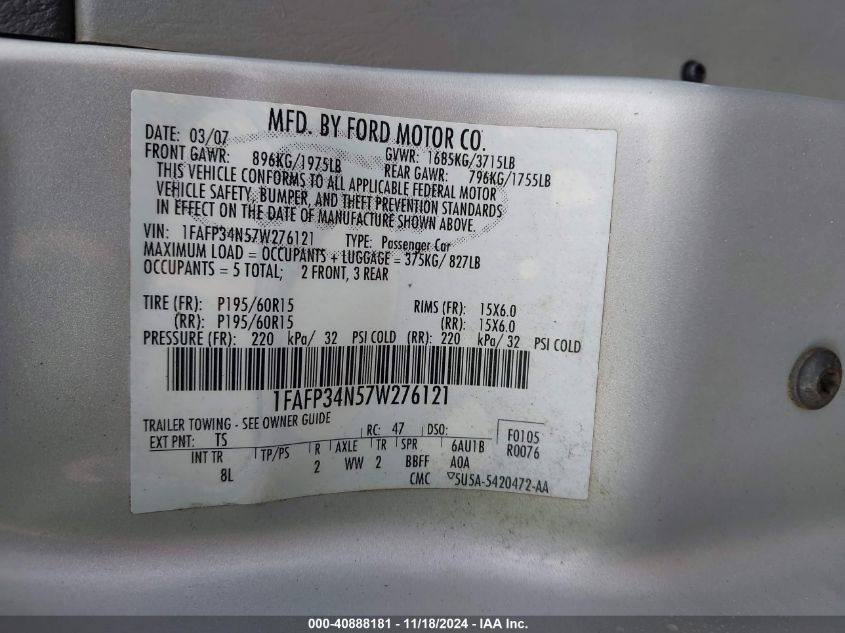 MFD. BY FORD MOTOR CO.
DATE: 03/07 GVWR: 1685KG/3715LB
FRONT GAWR: 896KG/1975LB REAR GAWR: 796KG/1755LB
THIS VEHICLE CONFORMS TO ALL APPLICABLE FEDERAL MOTOR
VEHICLE SAFETY, BUMPER, AND THEFT PREVENTION STANDARDS
IN EFFECT ON THE DATE OF MANUFACTURE SHOWN ABOVE.
VIN: 1FAFP34N57W276121 TYPE: Passenger Car
MAXIMUM LOAD = OCCUPANTS + LUGGAGE = 375KG/ 827LB
OCCUPANTS = 5 TOTAL; 2 FRONT, 3 REAR
TIRE (FR): P195/60R15 RIMS (FR): 15X6.0
(RR): P195/60R15 (RR): 15X6.0
PRESSURE (FR): 220 kPa/ 32 PSI COLD (RR): 220 kPa/ 32 PSI COLD
1FAFP34N57W276121
TRAILER TOWING - SEE OWNER GUIDE
EXT PNT: TS RC: 47 DSO: F0105
INT TR TP/PS R AXLE TR SPR 6AU1B R0076
8L 2 WW 2 BBFF A0A
CMC ▽5U5A-5420472-AA
000-40888181 - 11/18/2024 - IAA Inc.